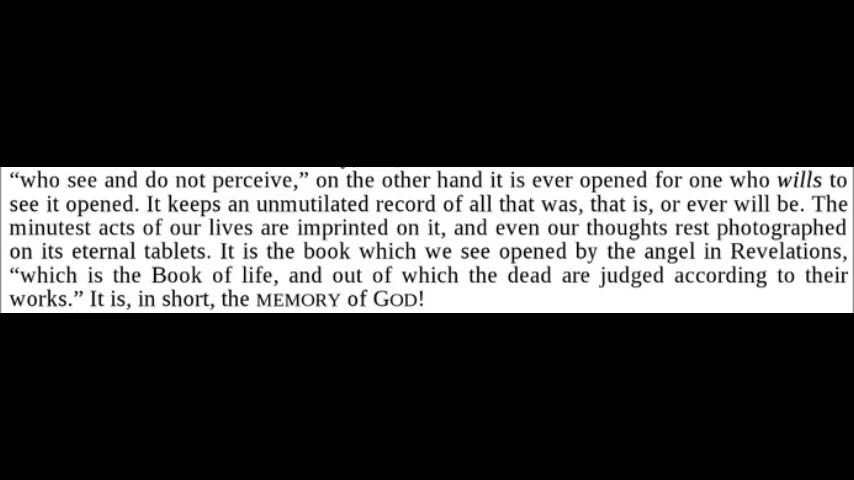 “who see and do not perceive,” on the other hand it is ever opened for one who wills to
see it opened. It keeps an unmutilated record of all that was, that is, or ever will be. The
minutest acts of our lives are imprinted on it, and even our thoughts rest photographed
on its eternal tablets. It is the book which we see opened by the angel in Revelations,
“which is the Book of life, and out of which the dead are judged according to their
works.” It is, in short, the MEMORY of GOD!